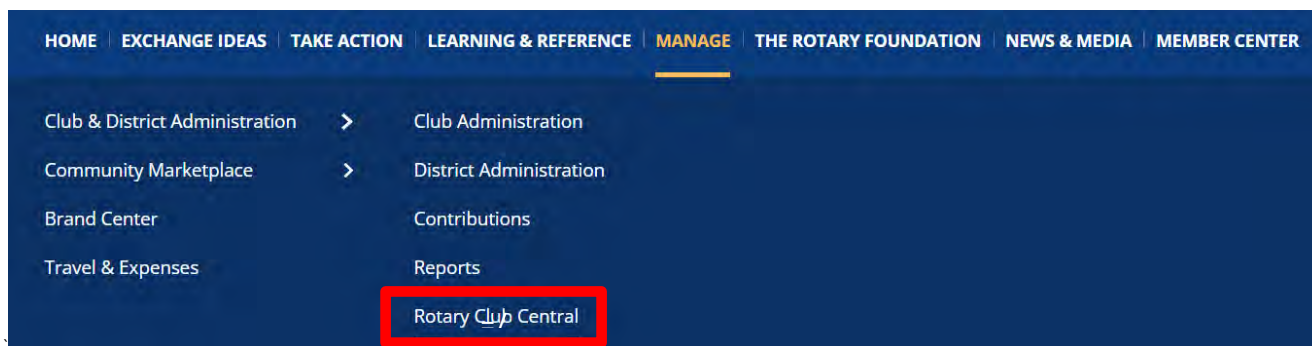 HOME EXCHANGE IDEAS TAKE ACTION LEARNING & REFERENCE MANAGE THE ROTARY FOUNDATION NEWS & MEDIA MEMBER CENTER
Club & District Administration > Club Administration
Community Marketplace > District Administration
Brand Center Contributions
Travel & Expenses Reports
Rotary Club Central